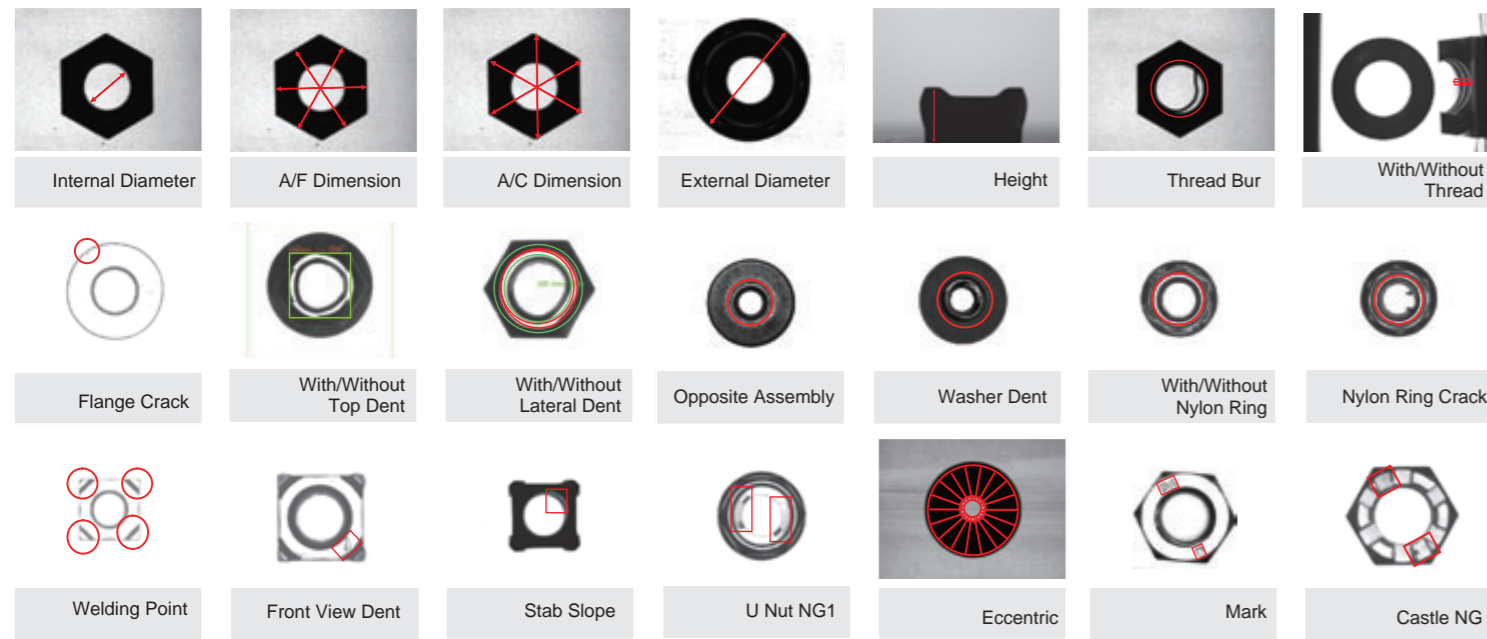 Internal Diameter
A/F Dimension
A/C Dimension
External Diameter
Height
Thread Bur
With/Without
Thread
Flange Crack
With/Without
Top Dent
With/Without
Lateral Dent
Opposite Assembly
Washer Dent
With/Without
Nylon Ring
Nylon Ring Crack
Welding Point
Front View Dent
Stab Slope
U Nut NG1
Eccentric
Mark
Castle NG